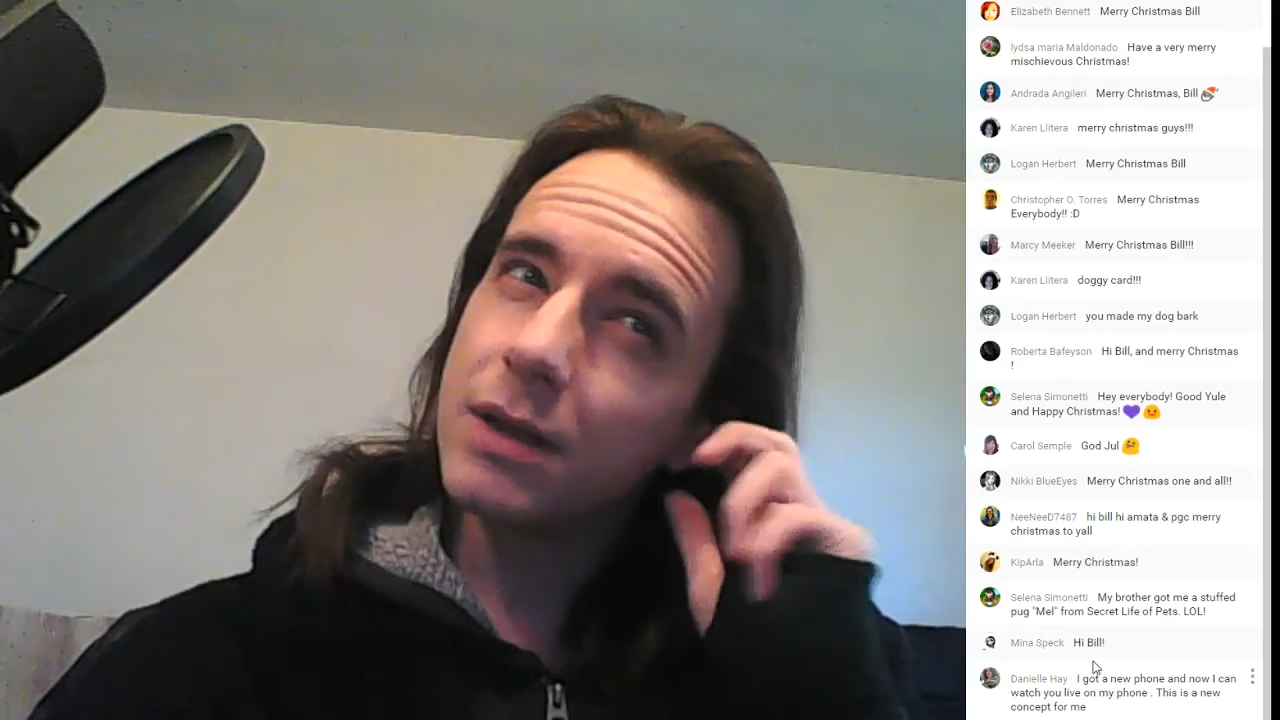 Elizabeth Bennett Merry Christmas Bill
lydsa maria Maldonado Have a very merry
mischievous Christmas!
Andrada Angileri Merry Christmas, Bill
Karen Llitera merry christmas guys!!!
Logan Herbert Merry Christmas Bill
Christopher O. Torres Merry Christmas
Everybody!! :D
Marcy Meeker Merry Christmas Bill!!!
Karen Llitera doggy card!!!
Logan Herbert you made my dog bark
Roberta Bafeyson Hi Bill, and merry Christmas
!
Selena Simonetti Hey everybody! Good Yule
and Happy Christmas! 💜 😀
Carol Semple God Jul 😝
Nikki BlueEyes Merry Christmas one and all!!
NeeNeeD7487 hi bill hi amata & pgc merry
christmas to yall
KipArla Merry Christmas!
Selena Simonetti My brother got me a stuffed
pug "Mel" from Secret Life of Pets. LOL!
Mina Speck Hi Bill!
Danielle Hay I got a new phone and now I can
watch you live on my phone . This is a new
concept for me